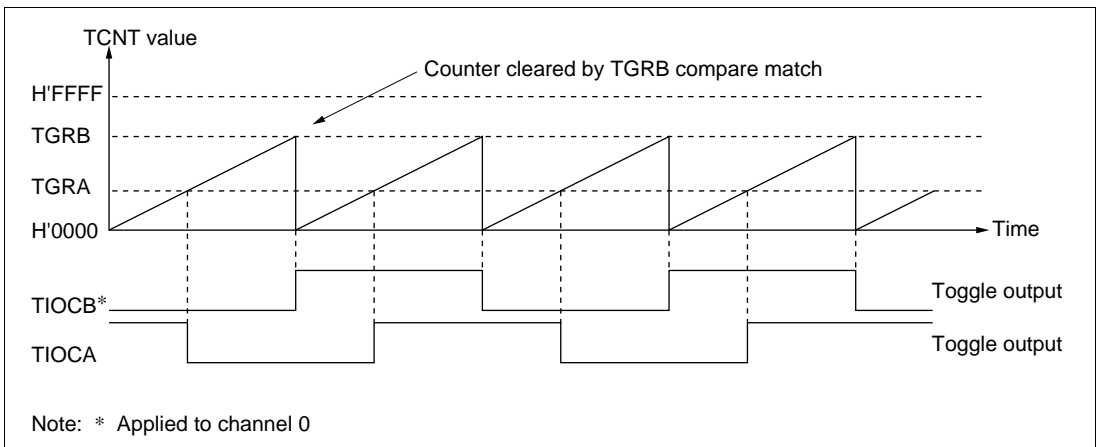 TCNT value
Counter cleared by TGRB compare match
H'FFFF
TGRB
TGRA
H'0000
Time
TIOCB*
Toggle output
TIOCA
Toggle output
Note: * Applied to channel 0